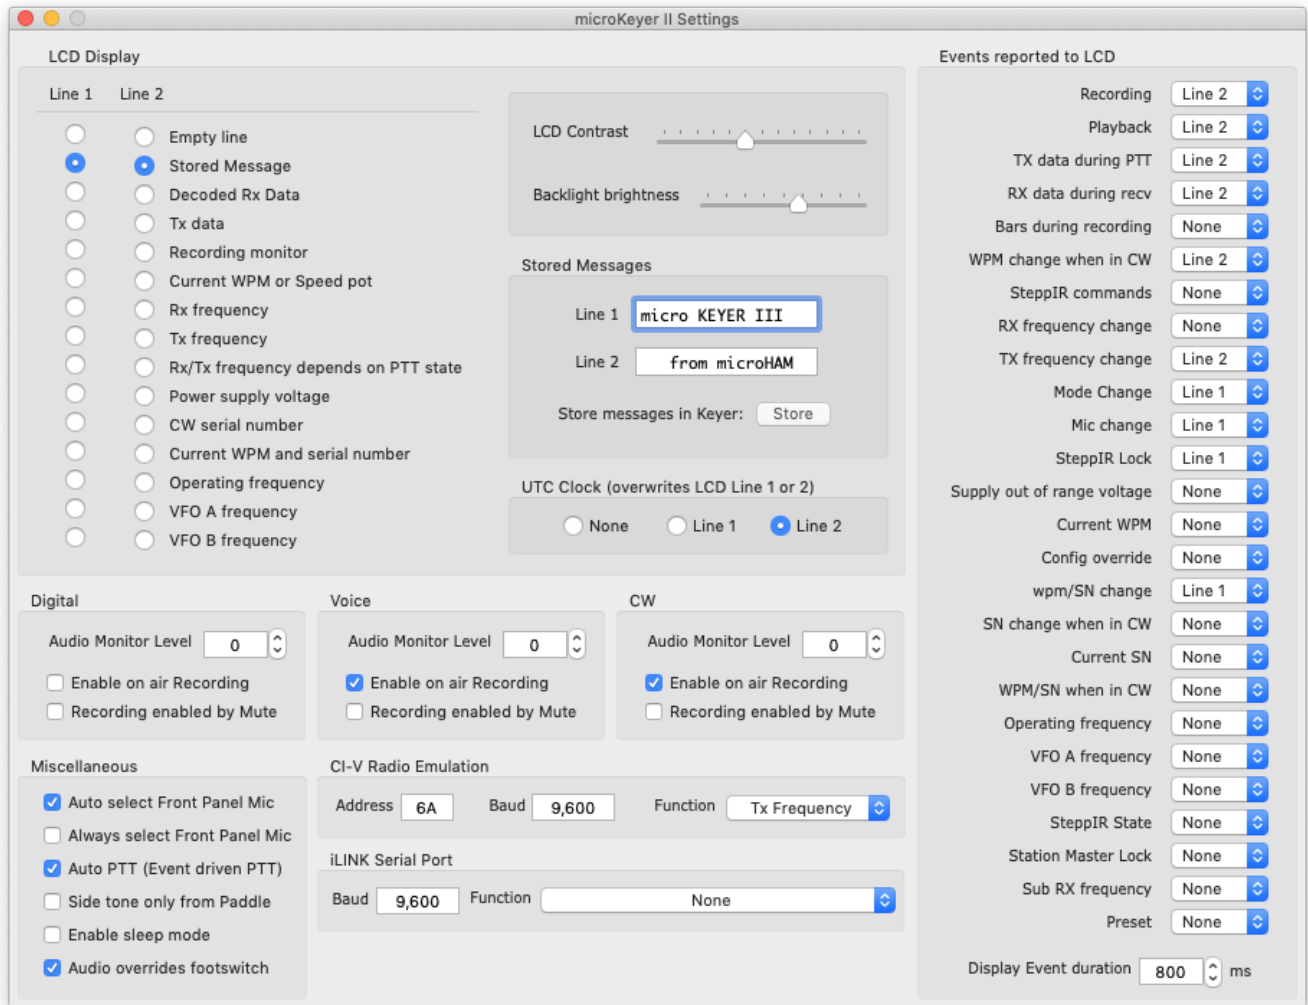 microKeyer II Settings
LCD Display
Line 1 Line 2
Empty line
Stored Message
Decoded Rx Data
Tx data
Recording monitor
Current WPM or Speed pot
Rx frequency
Tx frequency
Rx/Tx frequency depends on PTT state
Power supply voltage
CW serial number
Current WPM and serial number
Operating frequency
VFO A frequency
VFO B frequency
LCD Contrast
Backlight brightness
Stored Messages
Line 1 micro KEYER III
Line 2 from microHAM
Store messages in Keyer: Store
UTC Clock (overwrites LCD Line 1 or 2)
None Line 1 Line 2
Digital
Audio Monitor Level 0
Enable on air Recording
Recording enabled by Mute
Voice
Audio Monitor Level 0
Enable on air Recording
Recording enabled by Mute
CW
Audio Monitor Level 0
Enable on air Recording
Recording enabled by Mute
Miscellaneous
Auto select Front Panel Mic
Always select Front Panel Mic
Auto PTT (Event driven PTT)
Side tone only from Paddle
Enable sleep mode
Audio overrides footswitch
CI-V Radio Emulation
Address 6A Baud 9,600 Function Tx Frequency
iLINK Serial Port
Baud 9,600 Function None
Events reported to LCD
Recording Line 2
Playback Line 2
TX data during PTT Line 2
RX data during recv Line 2
Bars during recording None
WPM change when in CW Line 2
SteppIR commands None
RX frequency change None
TX frequency change Line 2
Mode Change Line 1
Mic change Line 1
SteppIR Lock Line 1
Supply out of range voltage None
Current WPM None
Config override None
wpm/SN change Line 1
SN change when in CW None
Current SN None
WPM/SN when in CW None
Operating frequency None
VFO A frequency None
VFO B frequency None
SteppIR State None
Station Master Lock None
Sub RX frequency None
Preset None
Display Event duration 800 ms